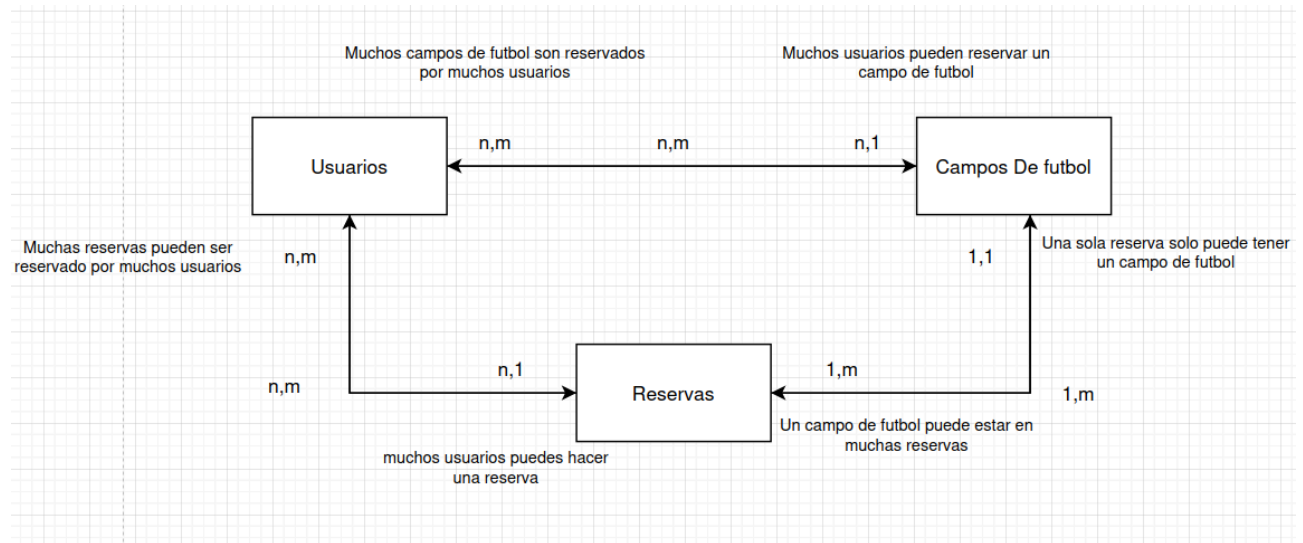 Muchos campos de futbol son reservados
por muchos usuarios
Muchos usuarios pueden reservar un
campo de futbol
Usuarios
n,m
n,m
n,1
Campos De futbol
Muchas reservas pueden ser
reservado por muchos usuarios
n,m
1,1
Una sola reserva solo puede tener
un campo de futbol
n,m
n,1
Reservas
1,m
1,m
Un campo de futbol puede estar en
muchas reservas
muchos usuarios puedes hacer
una reserva